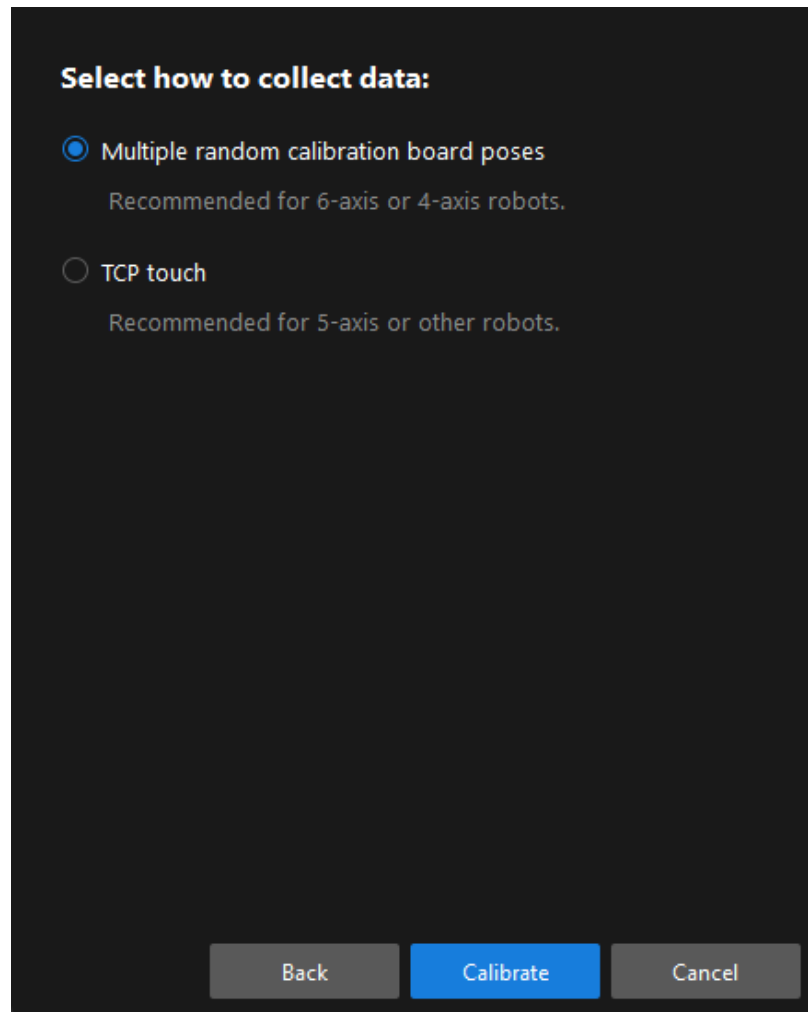 Select how to collect data:
Multiple random calibration board poses
Recommended for 6-axis or 4-axis robots.
TCP touch
Recommended for 5-axis or other robots.
Back
Calibrate
Cancel